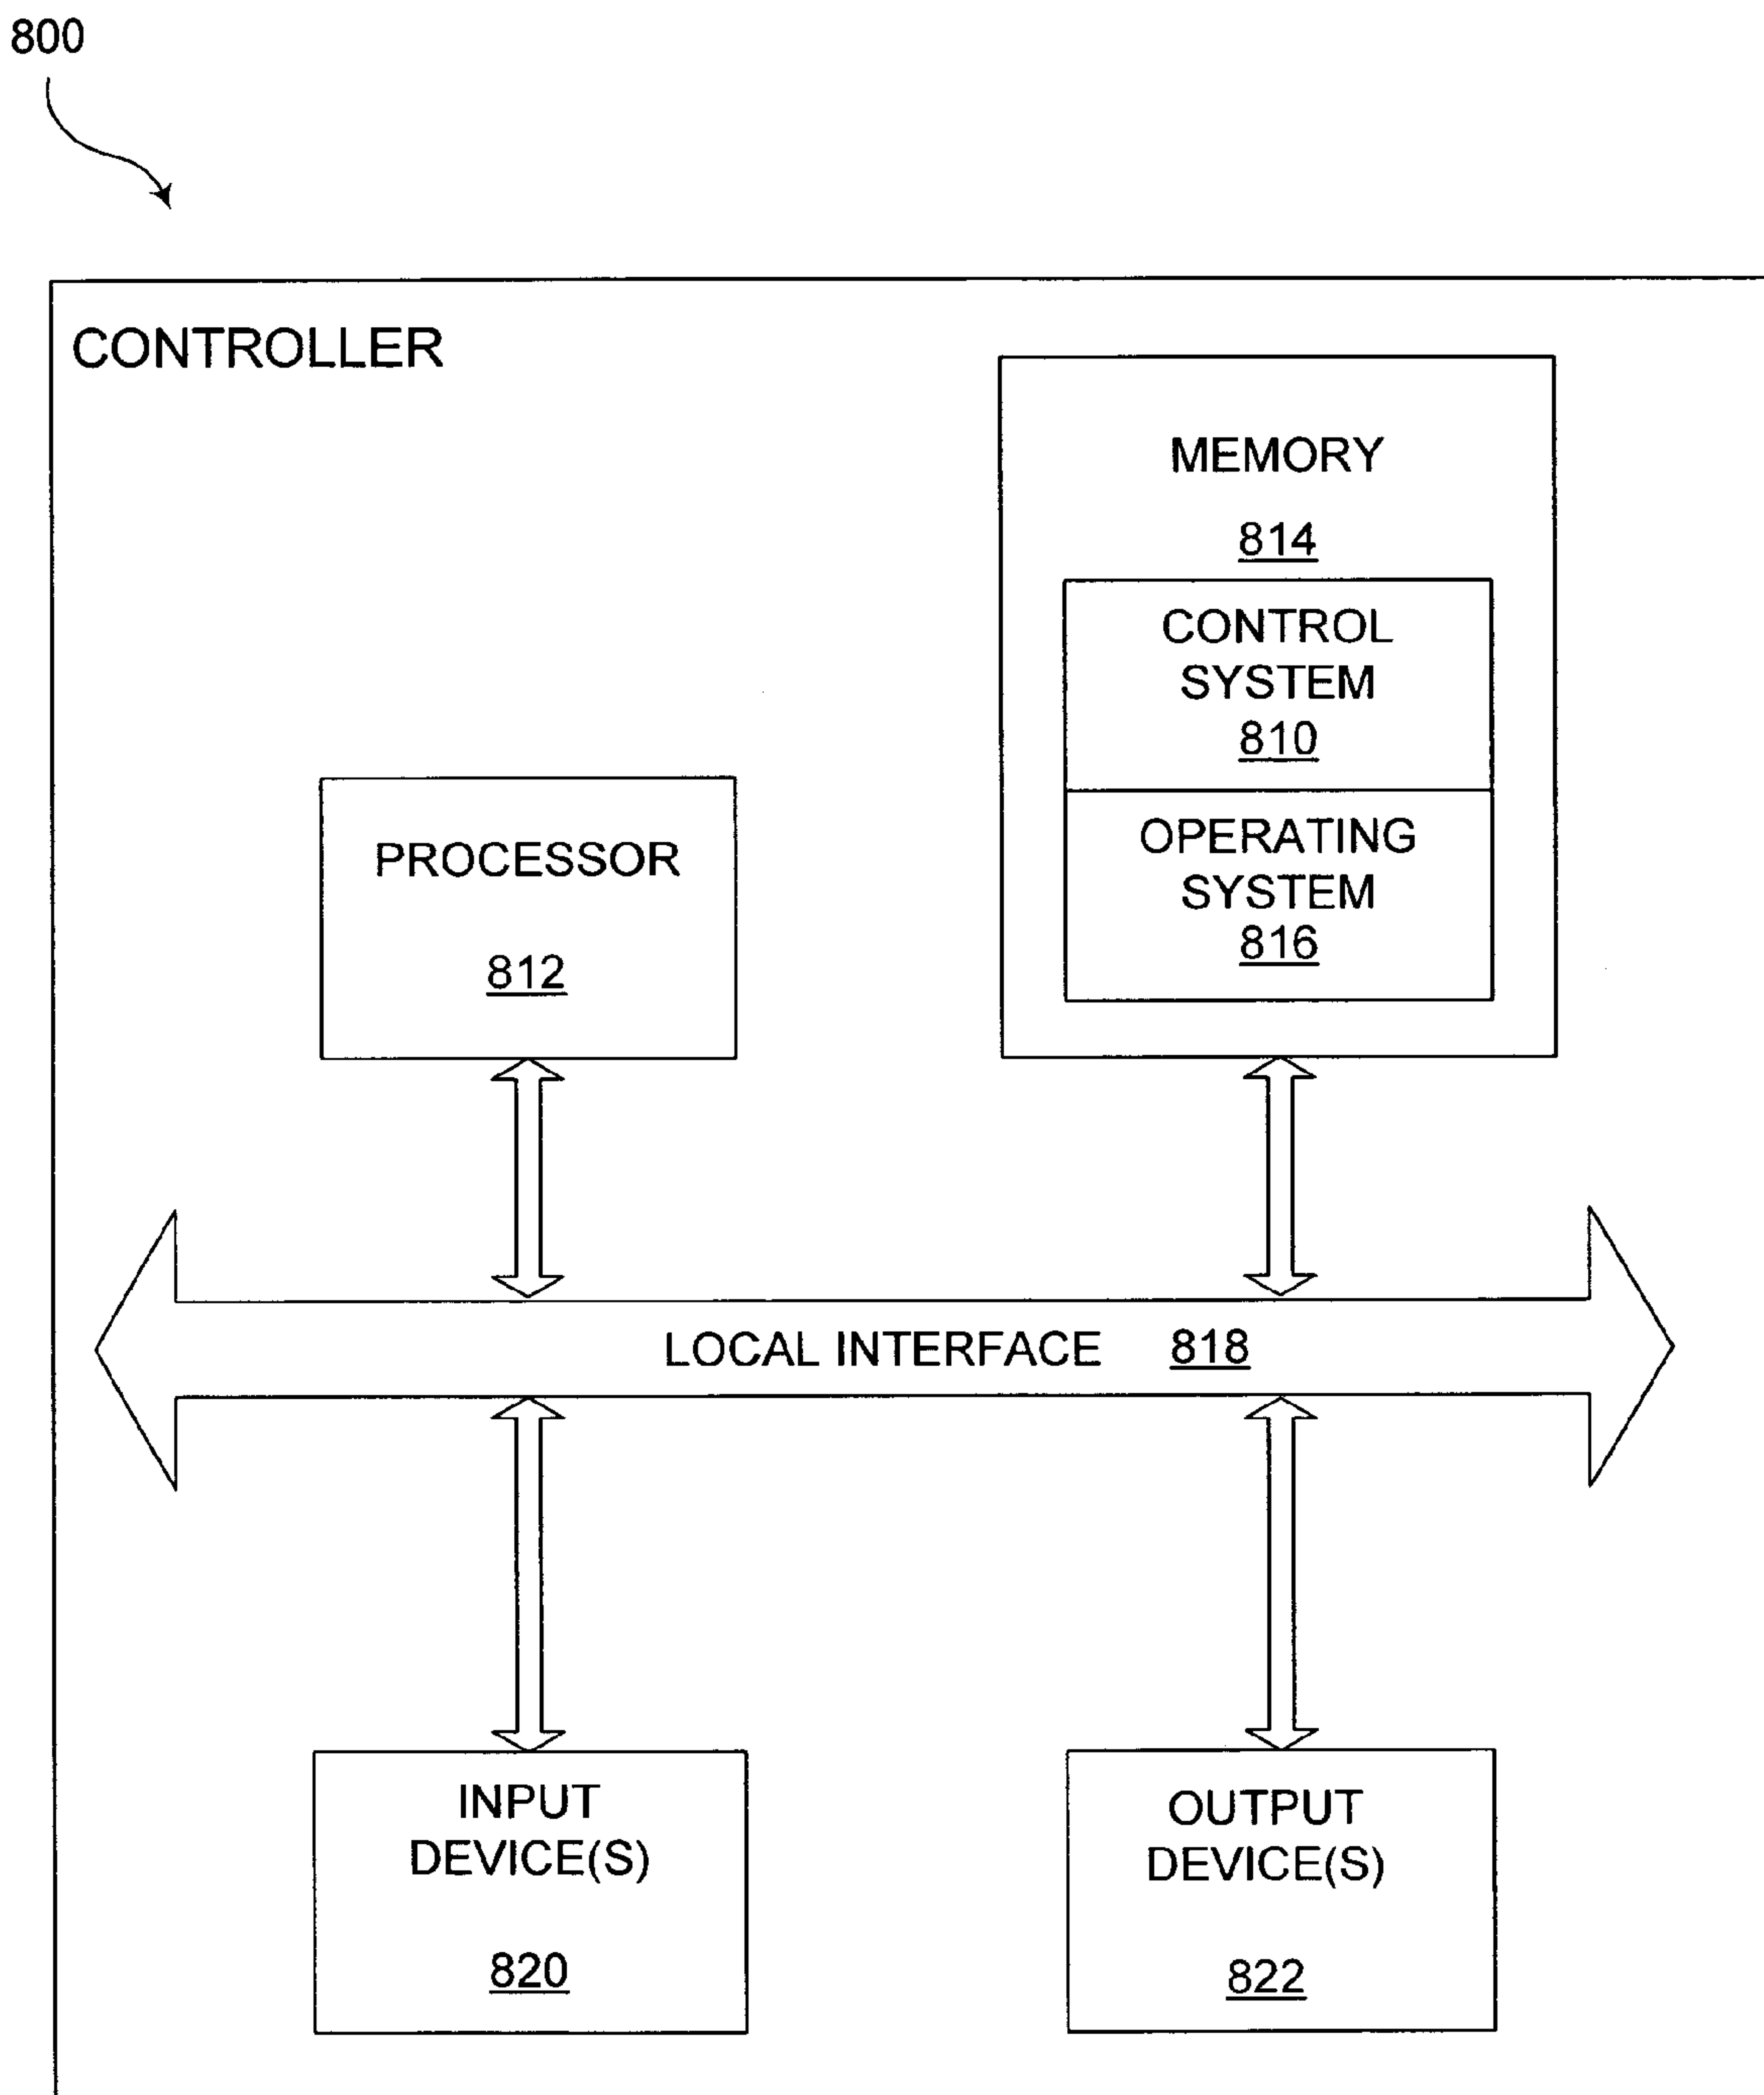 800
CONTROLLER
MEMORY
814
CONTROL
SYSTEM
810
OPERATING
SYSTEM
816
PROCESSOR
812
LOCAL INTERFACE 818
INPUT
DEVICE(S)
820
OUTPUT
DEVICE(S)
822